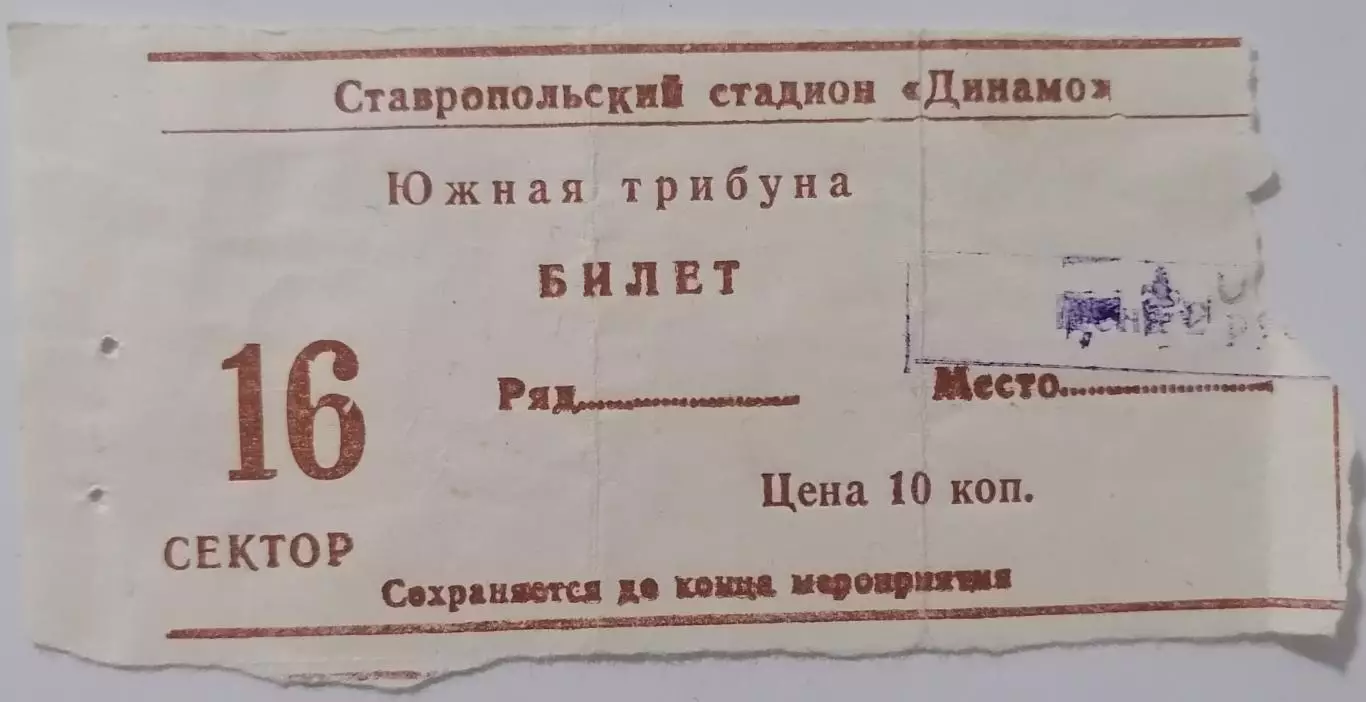 Ставропольский стадион «Динамо»
Южная трибуна
БИЛЕТ
16
СЕКТОР
Ряд.......................... Место..........................
Цена 10 коп.
Сохраняется до конца мероприятия